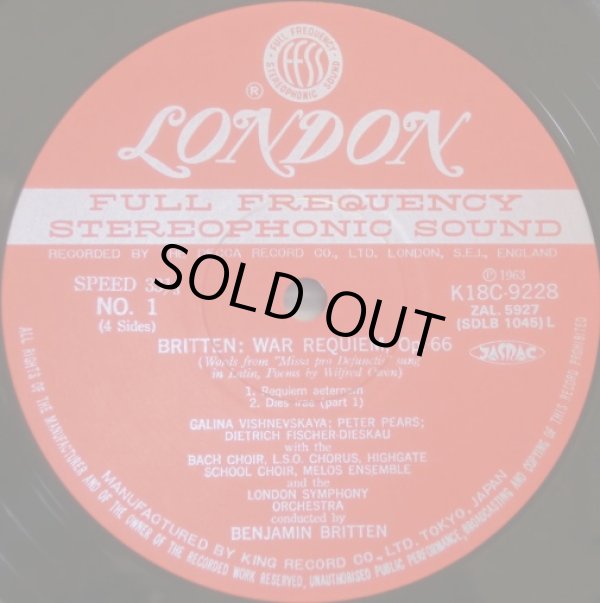 FULL FREQUENCY
STEREOPHONIC SOUND
ffss
®
LONDON
FULL FREQUENCY
STEREOPHONIC SOUND
RECORDED BY THE DECCA RECORD CO., LTD. LONDON, S.E.I., ENGLAND
SPEED 33⅓
NO. 1
(4 Sides)
SOLD OUT
Ⓟ 1963
K18C-9228
ZAL. 5927
(SDLB 1045) L
JASRAC
BRITTEN: WAR REQUIEM, Op. 66
(Words from "Missa pro Defunctis" sung
in Latin, Poems by Wilfred Owen)
1. Requiem aeternam
2. Dies irae (part 1)
GALINA VISHNEVSKAYA; PETER PEARS;
DIETRICH FISCHER-DIESKAU
with the
BACH CHOIR, L.S.O. CHORUS, HIGHGATE
SCHOOL CHOIR, MELOS ENSEMBLE
and the
LONDON SYMPHONY
ORCHESTRA
conducted by
BENJAMIN BRITTEN
MANUFACTURED BY KING RECORD CO., LTD. TOKYO, JAPAN
ALL RIGHTS OF THE MANUFACTURER AND OF THE OWNER OF THE RECORDED WORK RESERVED, UNAUTHORISED PUBLIC PERFORMANCE, BROADCASTING AND COPYING OF THIS RECORD PROHIBITED